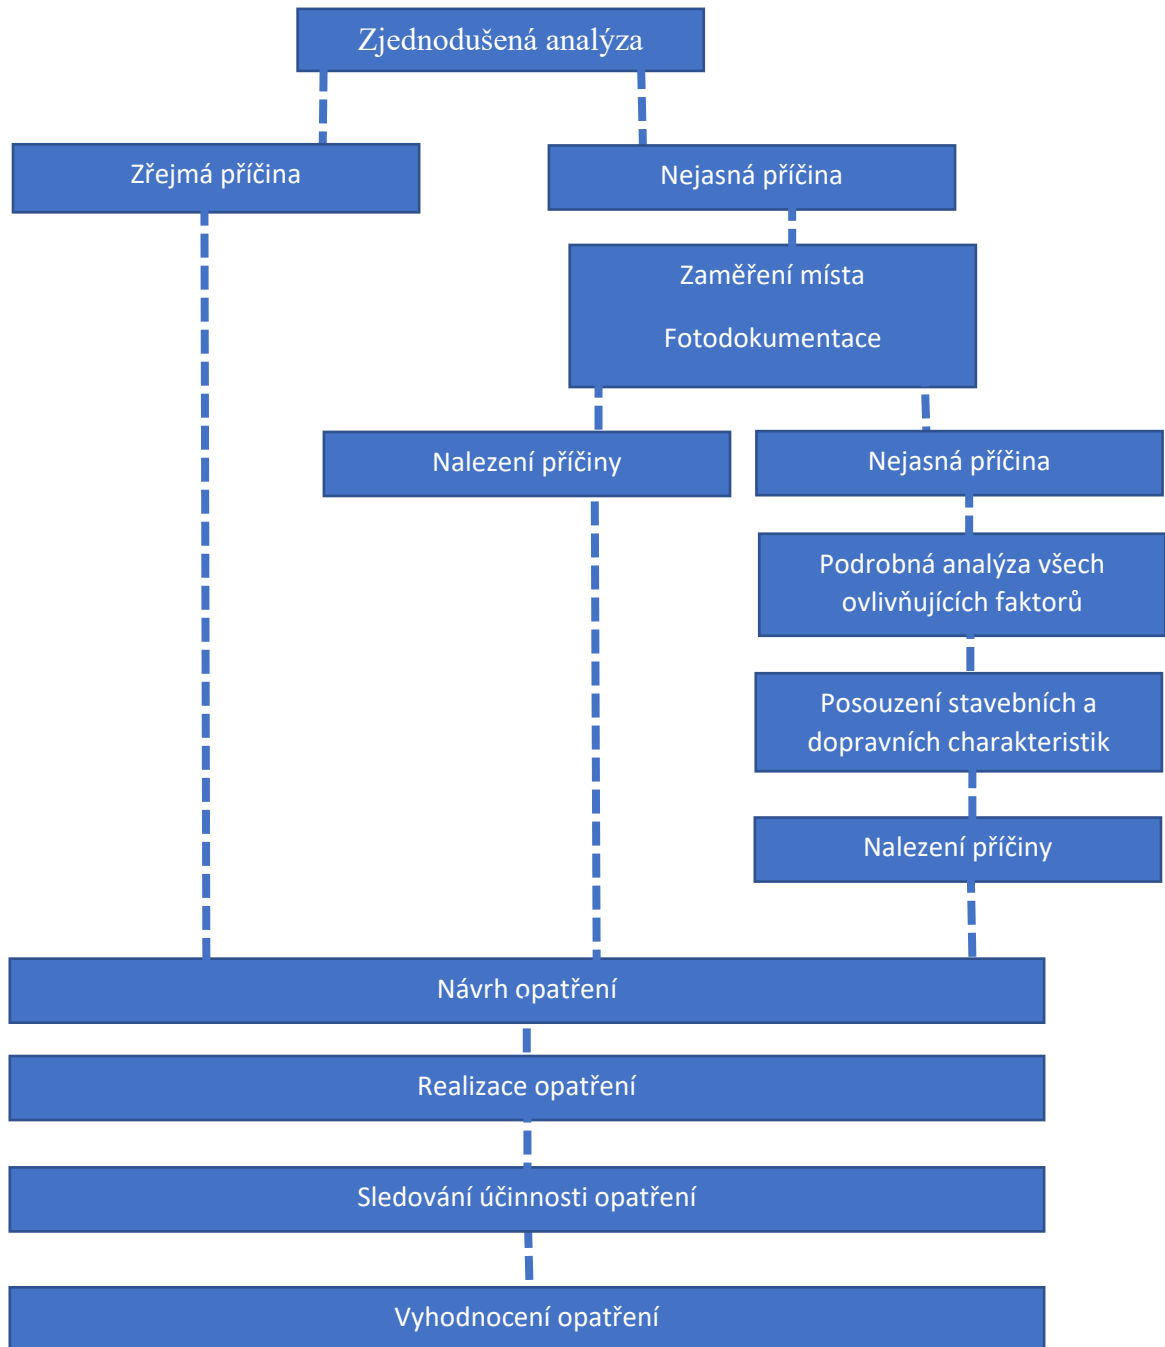 Zjednodušená analýza
Zřejmá příčina
Nejasná příčina
Zaměření místa
Fotodokumentace
Nalezení příčiny
Nejasná příčina
Podrobná analýza všech
ovlivňujících faktorů
Posouzení stavebních a
dopravních charakteristik
Nalezení příčiny
Návrh opatření
Realizace opatření
Sledování účinnosti opatření
Vyhodnocení opatření